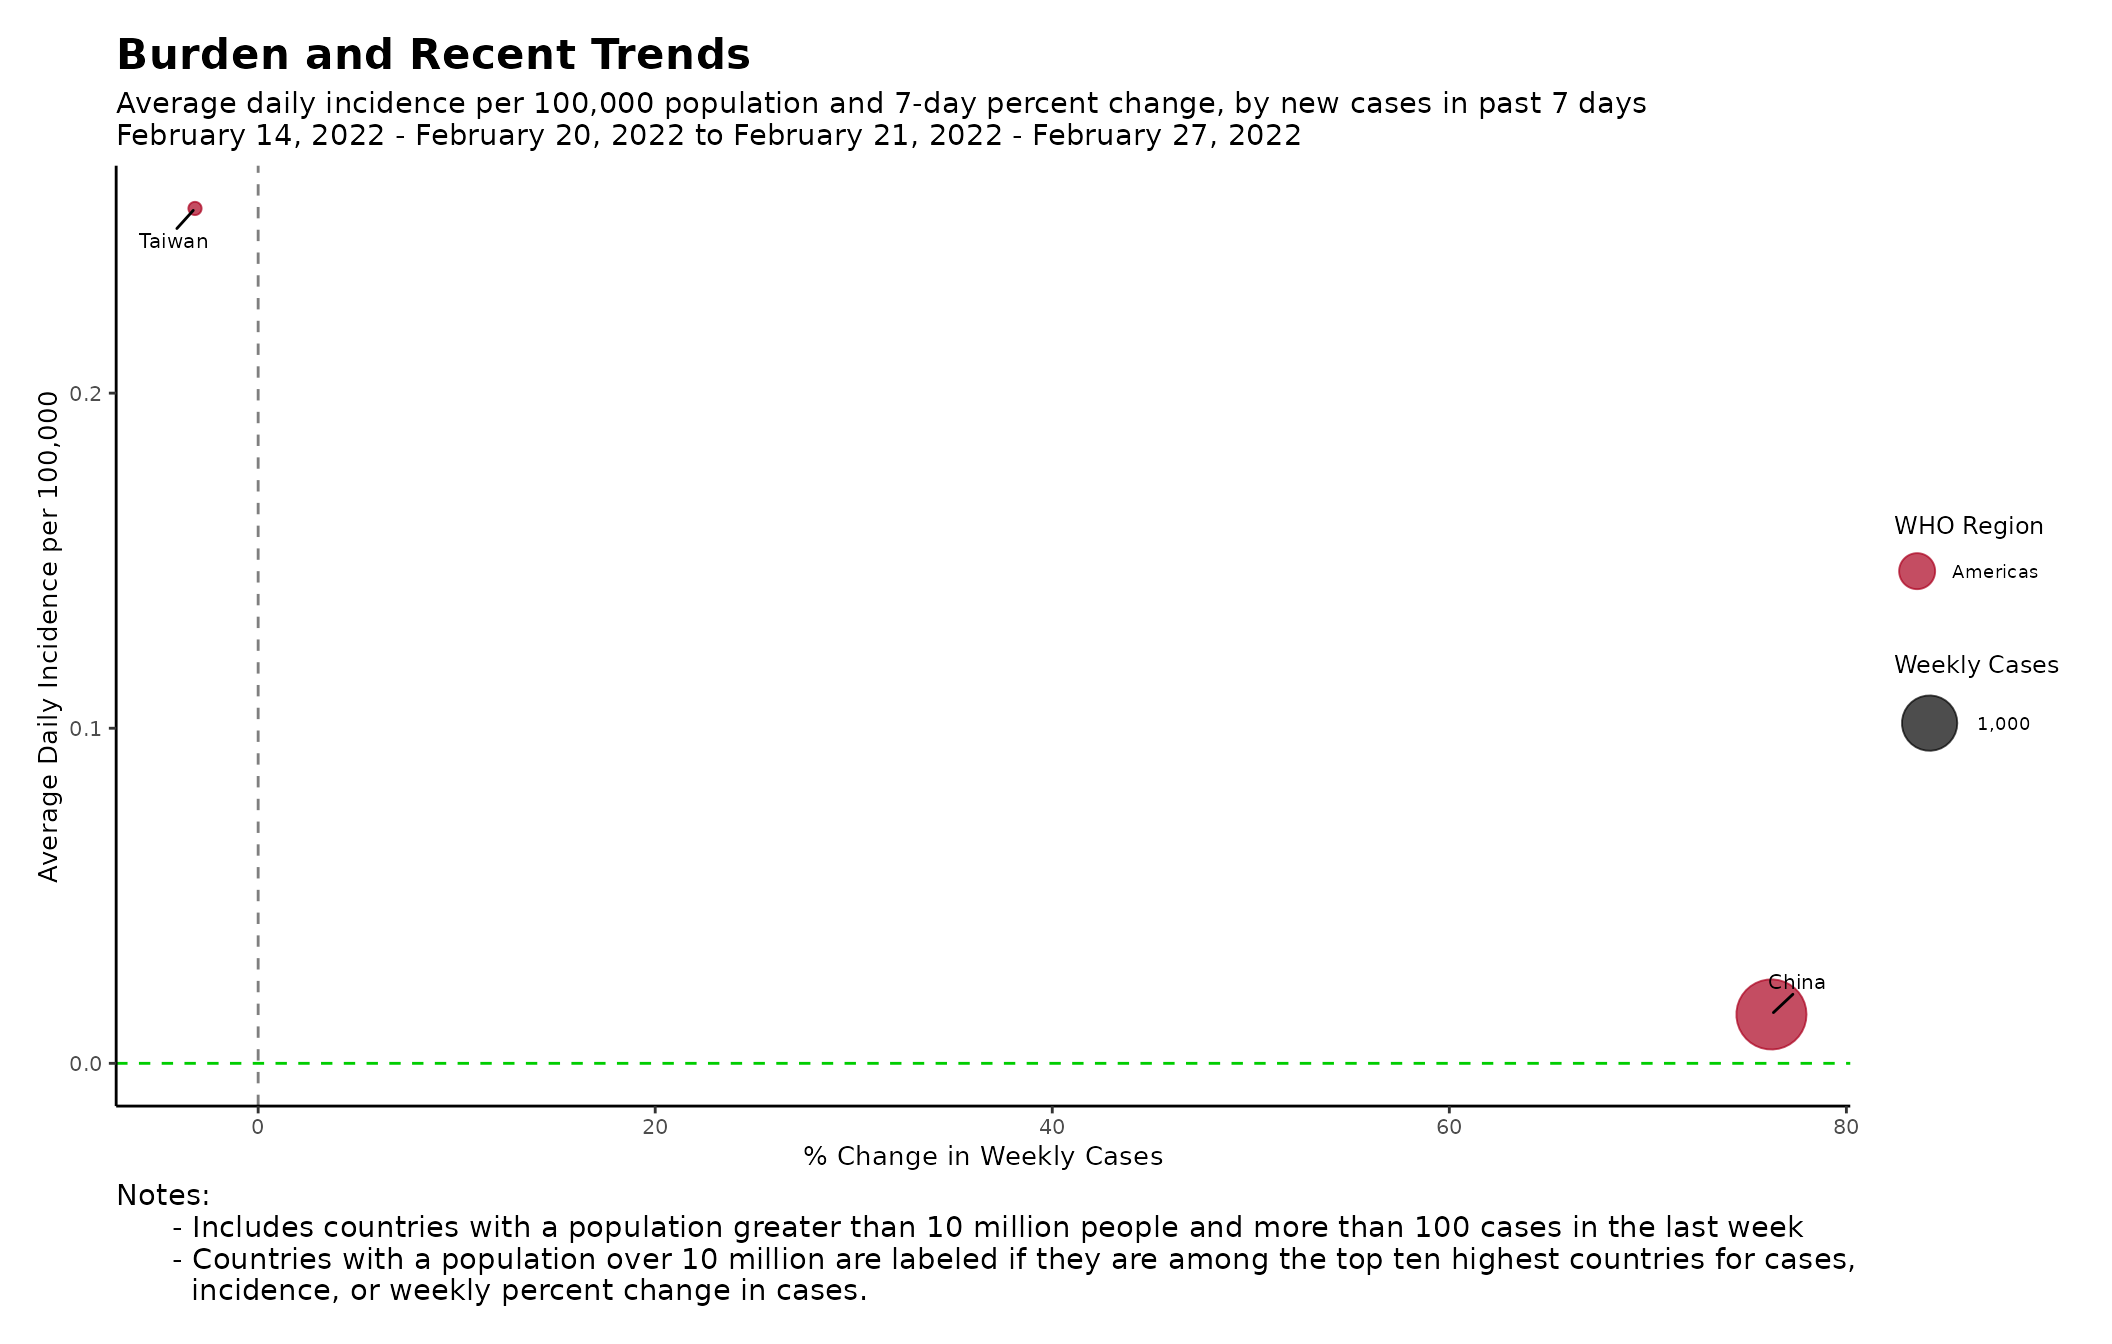 Burden and Recent Trends
Average daily incidence per 100,000 population and 7-day percent change, by new cases in past 7 days
February 14, 2022 - February 20, 2022 to February 21, 2022 - February 27, 2022
Taiwan
Average Daily Incidence per 100,000
0.2
0.1
0.0
China
0
20
40
60
80
% Change in Weekly Cases
WHO Region
Americas
Weekly Cases
1,000
Notes:
- Includes countries with a population greater than 10 million people and more than 100 cases in the last week
- Countries with a population over 10 million are labeled if they are among the top ten highest countries for cases,
incidence, or weekly percent change in cases.